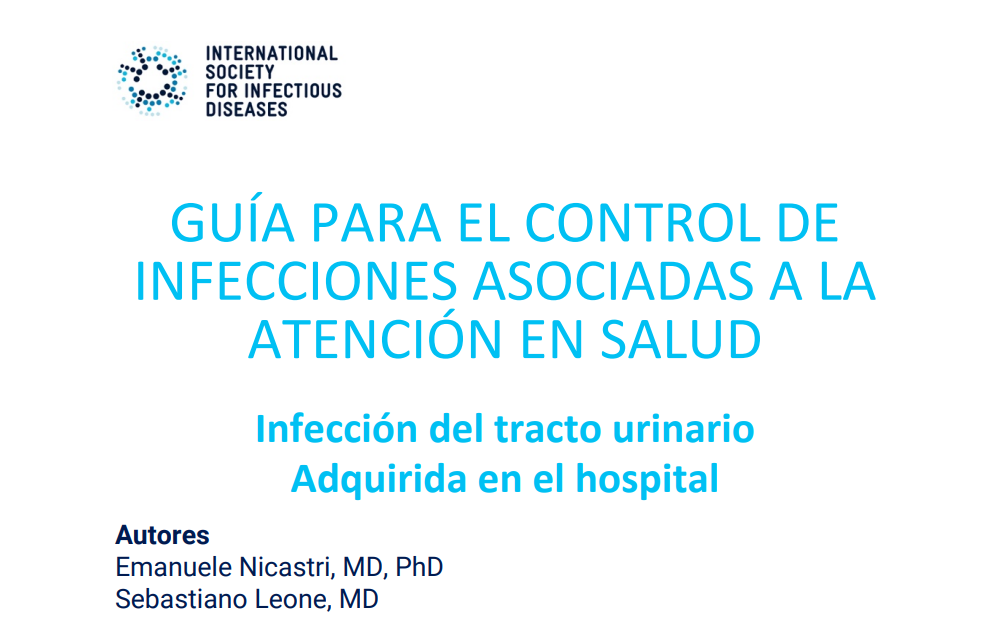 INTERNATIONAL
SOCIETY
FOR INFECTIOUS
DISEASES
GUÍA PARA EL CONTROL DE
INFECCIONES ASOCIADAS A LA
ATENCIÓN EN SALUD
Infección del tracto urinario
Adquirida en el hospital
Autores
Emanuele Nicastri, MD, PhD
Sebastiano Leone, MD